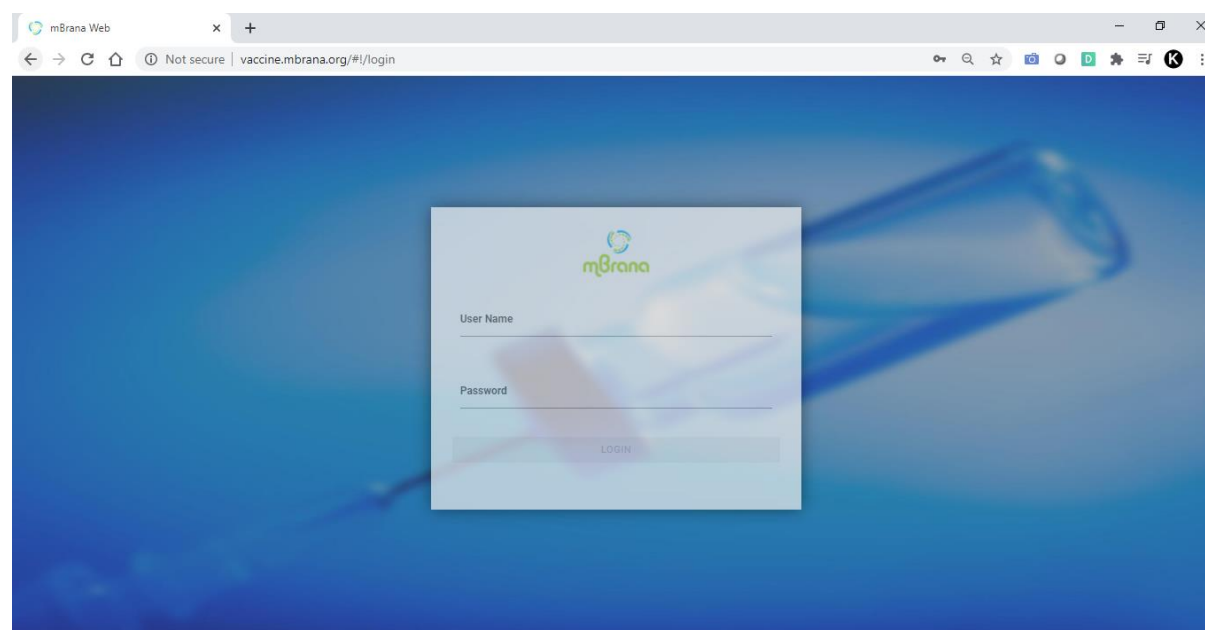 mBrana Web
Not secure | vaccine.mbrana.org/#!/login
D
K
mBrana
User Name
Password
LOGIN